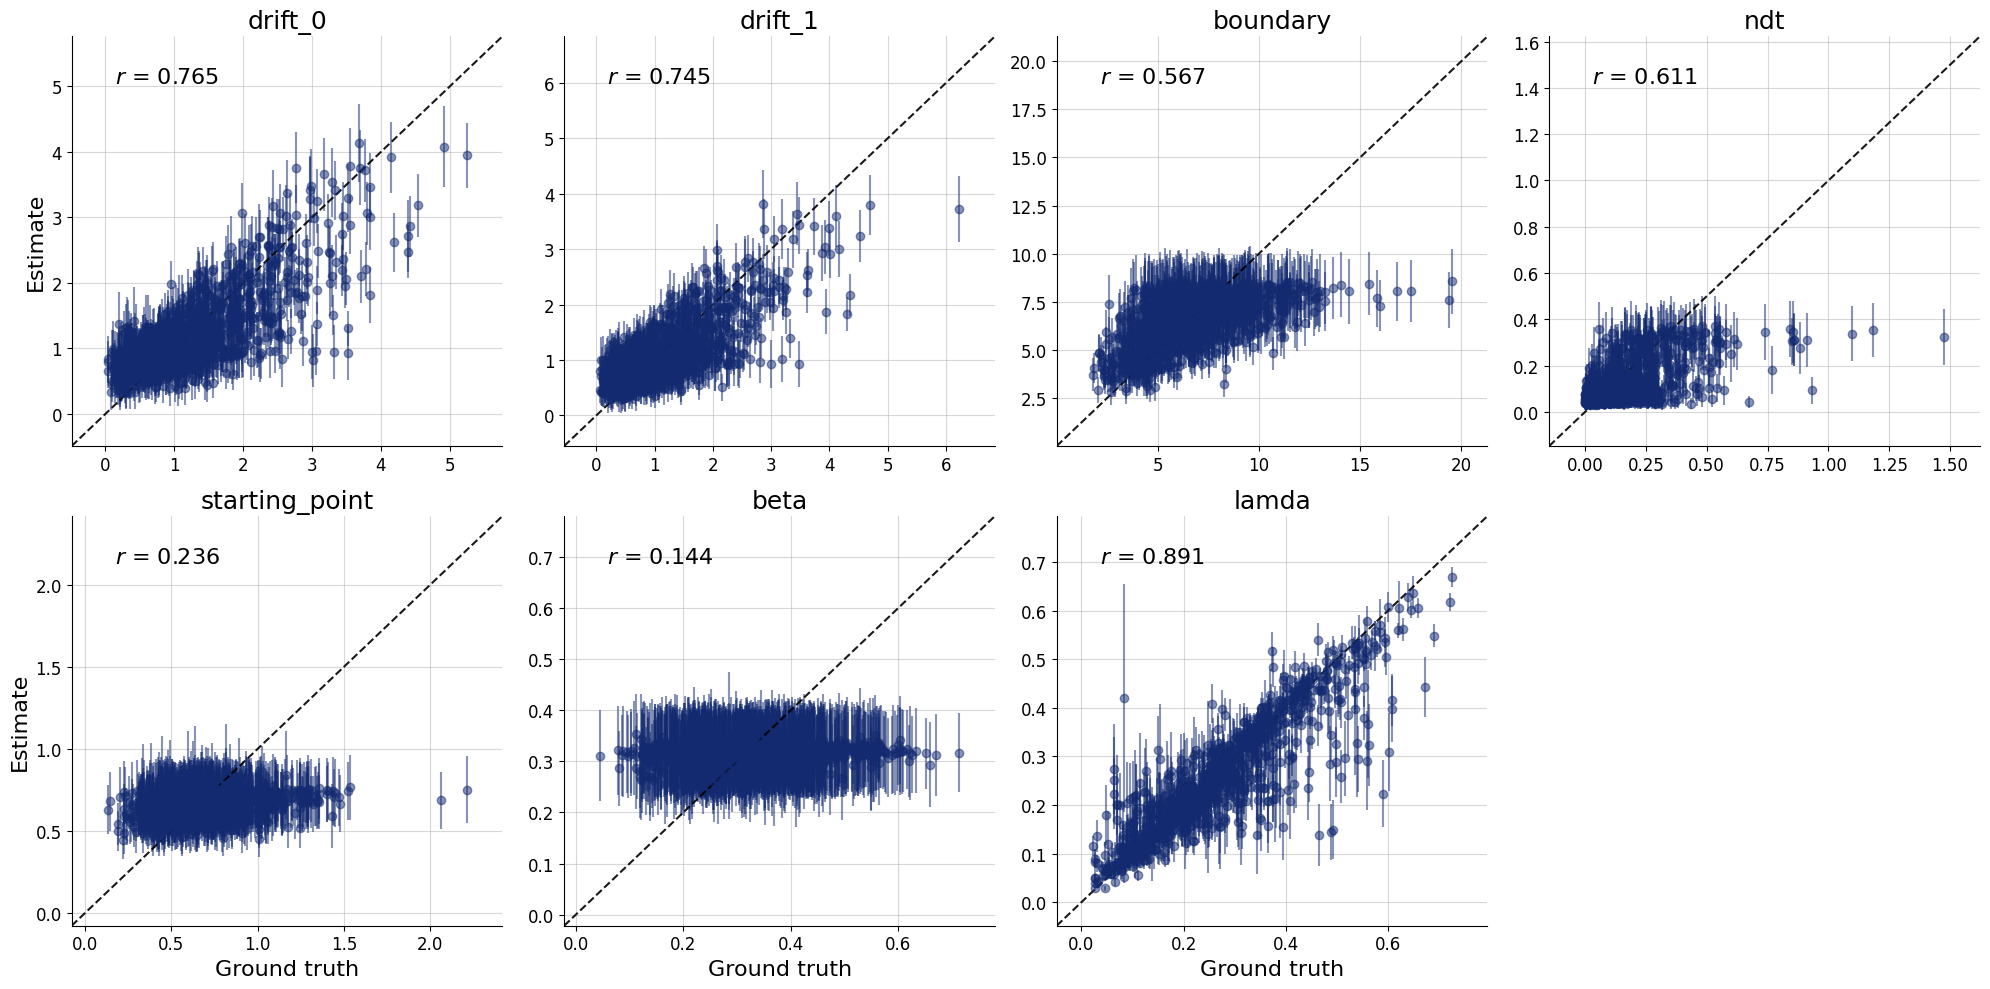 drift_0
drift_1
boundary
ndt
r = 0.765
r = 0.745
r = 0.567
r = 0.611
Estimate
5
4
3
2
1
0
0 1 2 3 4 5
6
5
4
3
2
1
0
0 1 2 3 4 5 6
20.0
17.5
15.0
12.5
10.0
7.5
5.0
2.5
5 10 15 20
1.6
1.4
1.2
1.0
0.8
0.6
0.4
0.2
0.0
0.00 0.25 0.50 0.75 1.00 1.25 1.50
starting_point
beta
lamda
r = 0.236
r = 0.144
r = 0.891
Estimate
2.0
1.5
1.0
0.5
0.0
0.0 0.5 1.0 1.5 2.0
Ground truth
0.7
0.6
0.5
0.4
0.3
0.2
0.1
0.0
0.0 0.2 0.4 0.6
Ground truth
0.7
0.6
0.5
0.4
0.3
0.2
0.1
0.0
0.0 0.2 0.4 0.6
Ground truth